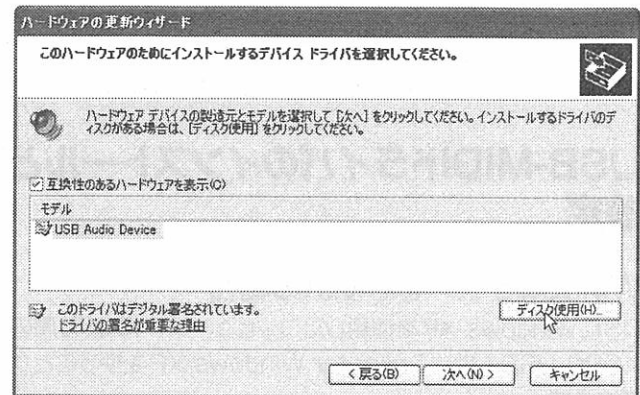 ハードウェアの更新ウィザード
このハードウェアのためにインストールするデバイス ドライバを選択してください。
ハードウェア デバイスの製造元とモデルを選択して [次へ] をクリックしてください。インストールするドライバのデ
ィスクがある場合は、[ディスク使用] をクリックしてください。
互換性のあるハードウェアを表示(C)
モデル
USB Audio Device
このドライバはデジタル署名されています。
ディスク使用(H)...
ドライバの署名が重要な理由
< 戻る(B)
次へ(N) >
キャンセル